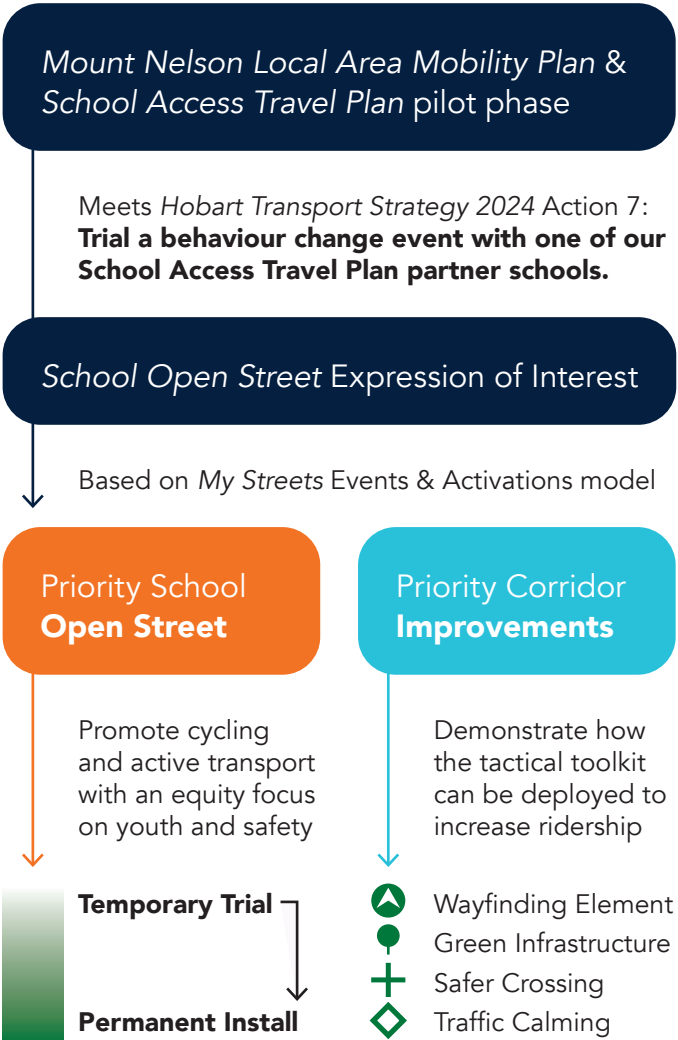 Mount Nelson Local Area Mobility Plan &
School Access Travel Plan pilot phase
Meets Hobart Transport Strategy 2024 Action 7:
Trial a behaviour change event with one of our
School Access Travel Plan partner schools.
School Open Street Expression of Interest
Based on My Streets Events & Activations model
Priority School
Open Street
Promote cycling
and active transport
with an equity focus
on youth and safety
Temporary Trial
Permanent Install
Priority Corridor
Improvements
Demonstrate how
the tactical toolkit
can be deployed to
increase ridership
Wayfinding Element
Green Infrastructure
Safer Crossing
Traffic Calming